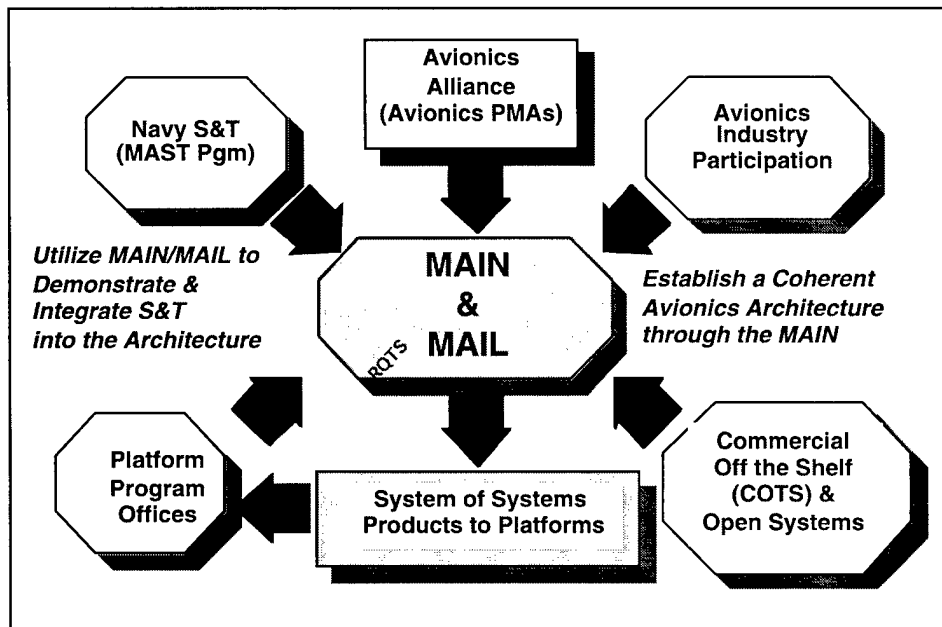 Avionics
Alliance
(Avionics PMAs)
Navy S&T
(MAST Pgm)
Avionics
Industry
Participation
Utilize MAIN/MAIL to
Demonstrate &
Integrate S&T
into the Architecture
MAIN
&
MAIL
RQTS
Establish a Coherent
Avionics Architecture
through the MAIN
Platform
Program
Offices
System of Systems
Products to Platforms
Commercial
Off the Shelf
(COTS) &
Open Systems